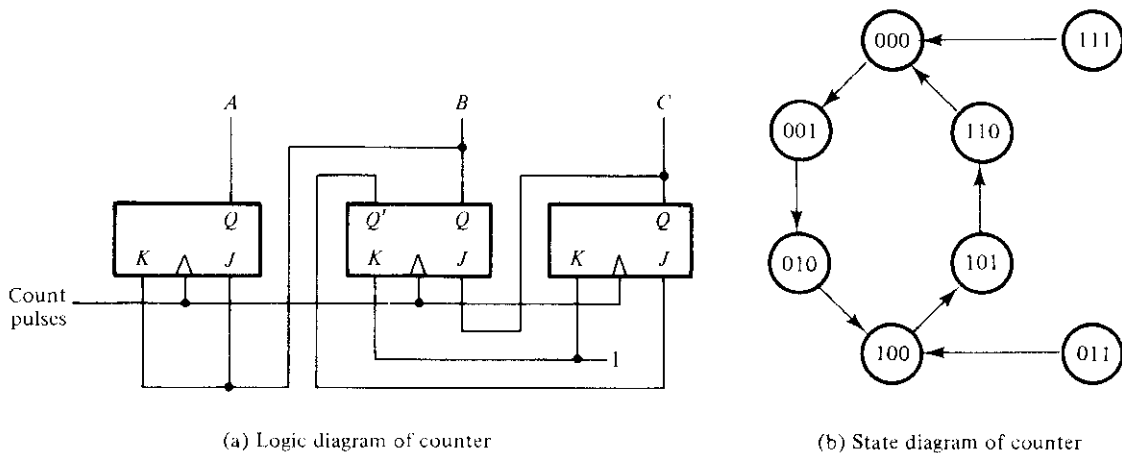 A B C
Q Q' Q Q
K J K J K J
Count
pulses
1
(a) Logic diagram of counter
000 111
001 110
010 101
100 011
(b) State diagram of counter